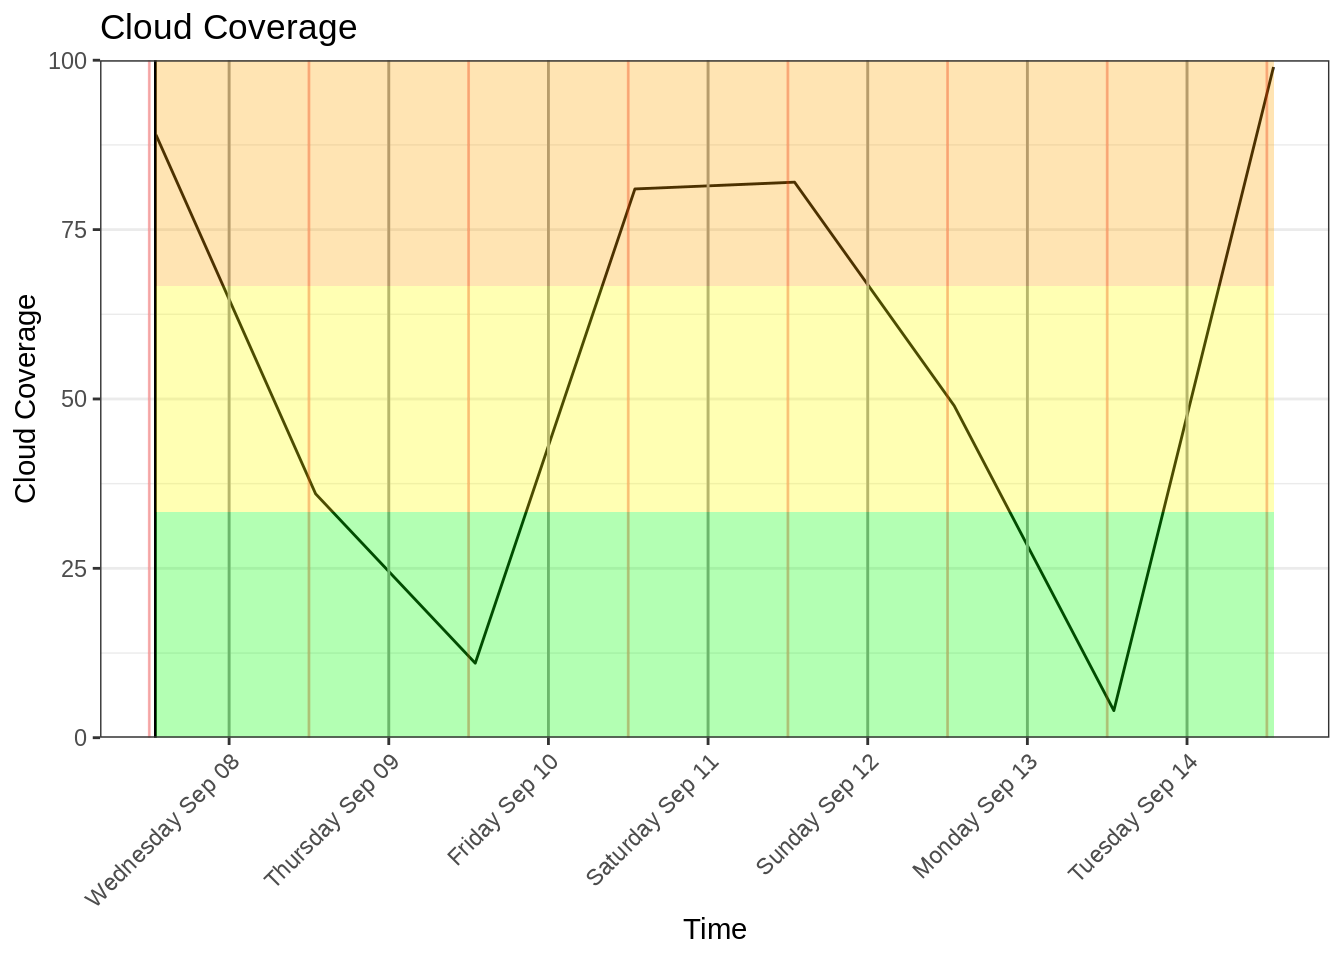 Cloud Coverage
Cloud Coverage
100
75
50
25
0
Wednesday Sep 08
Thursday Sep 09
Friday Sep 10
Saturday Sep 11
Sunday Sep 12
Monday Sep 13
Tuesday Sep 14
Time